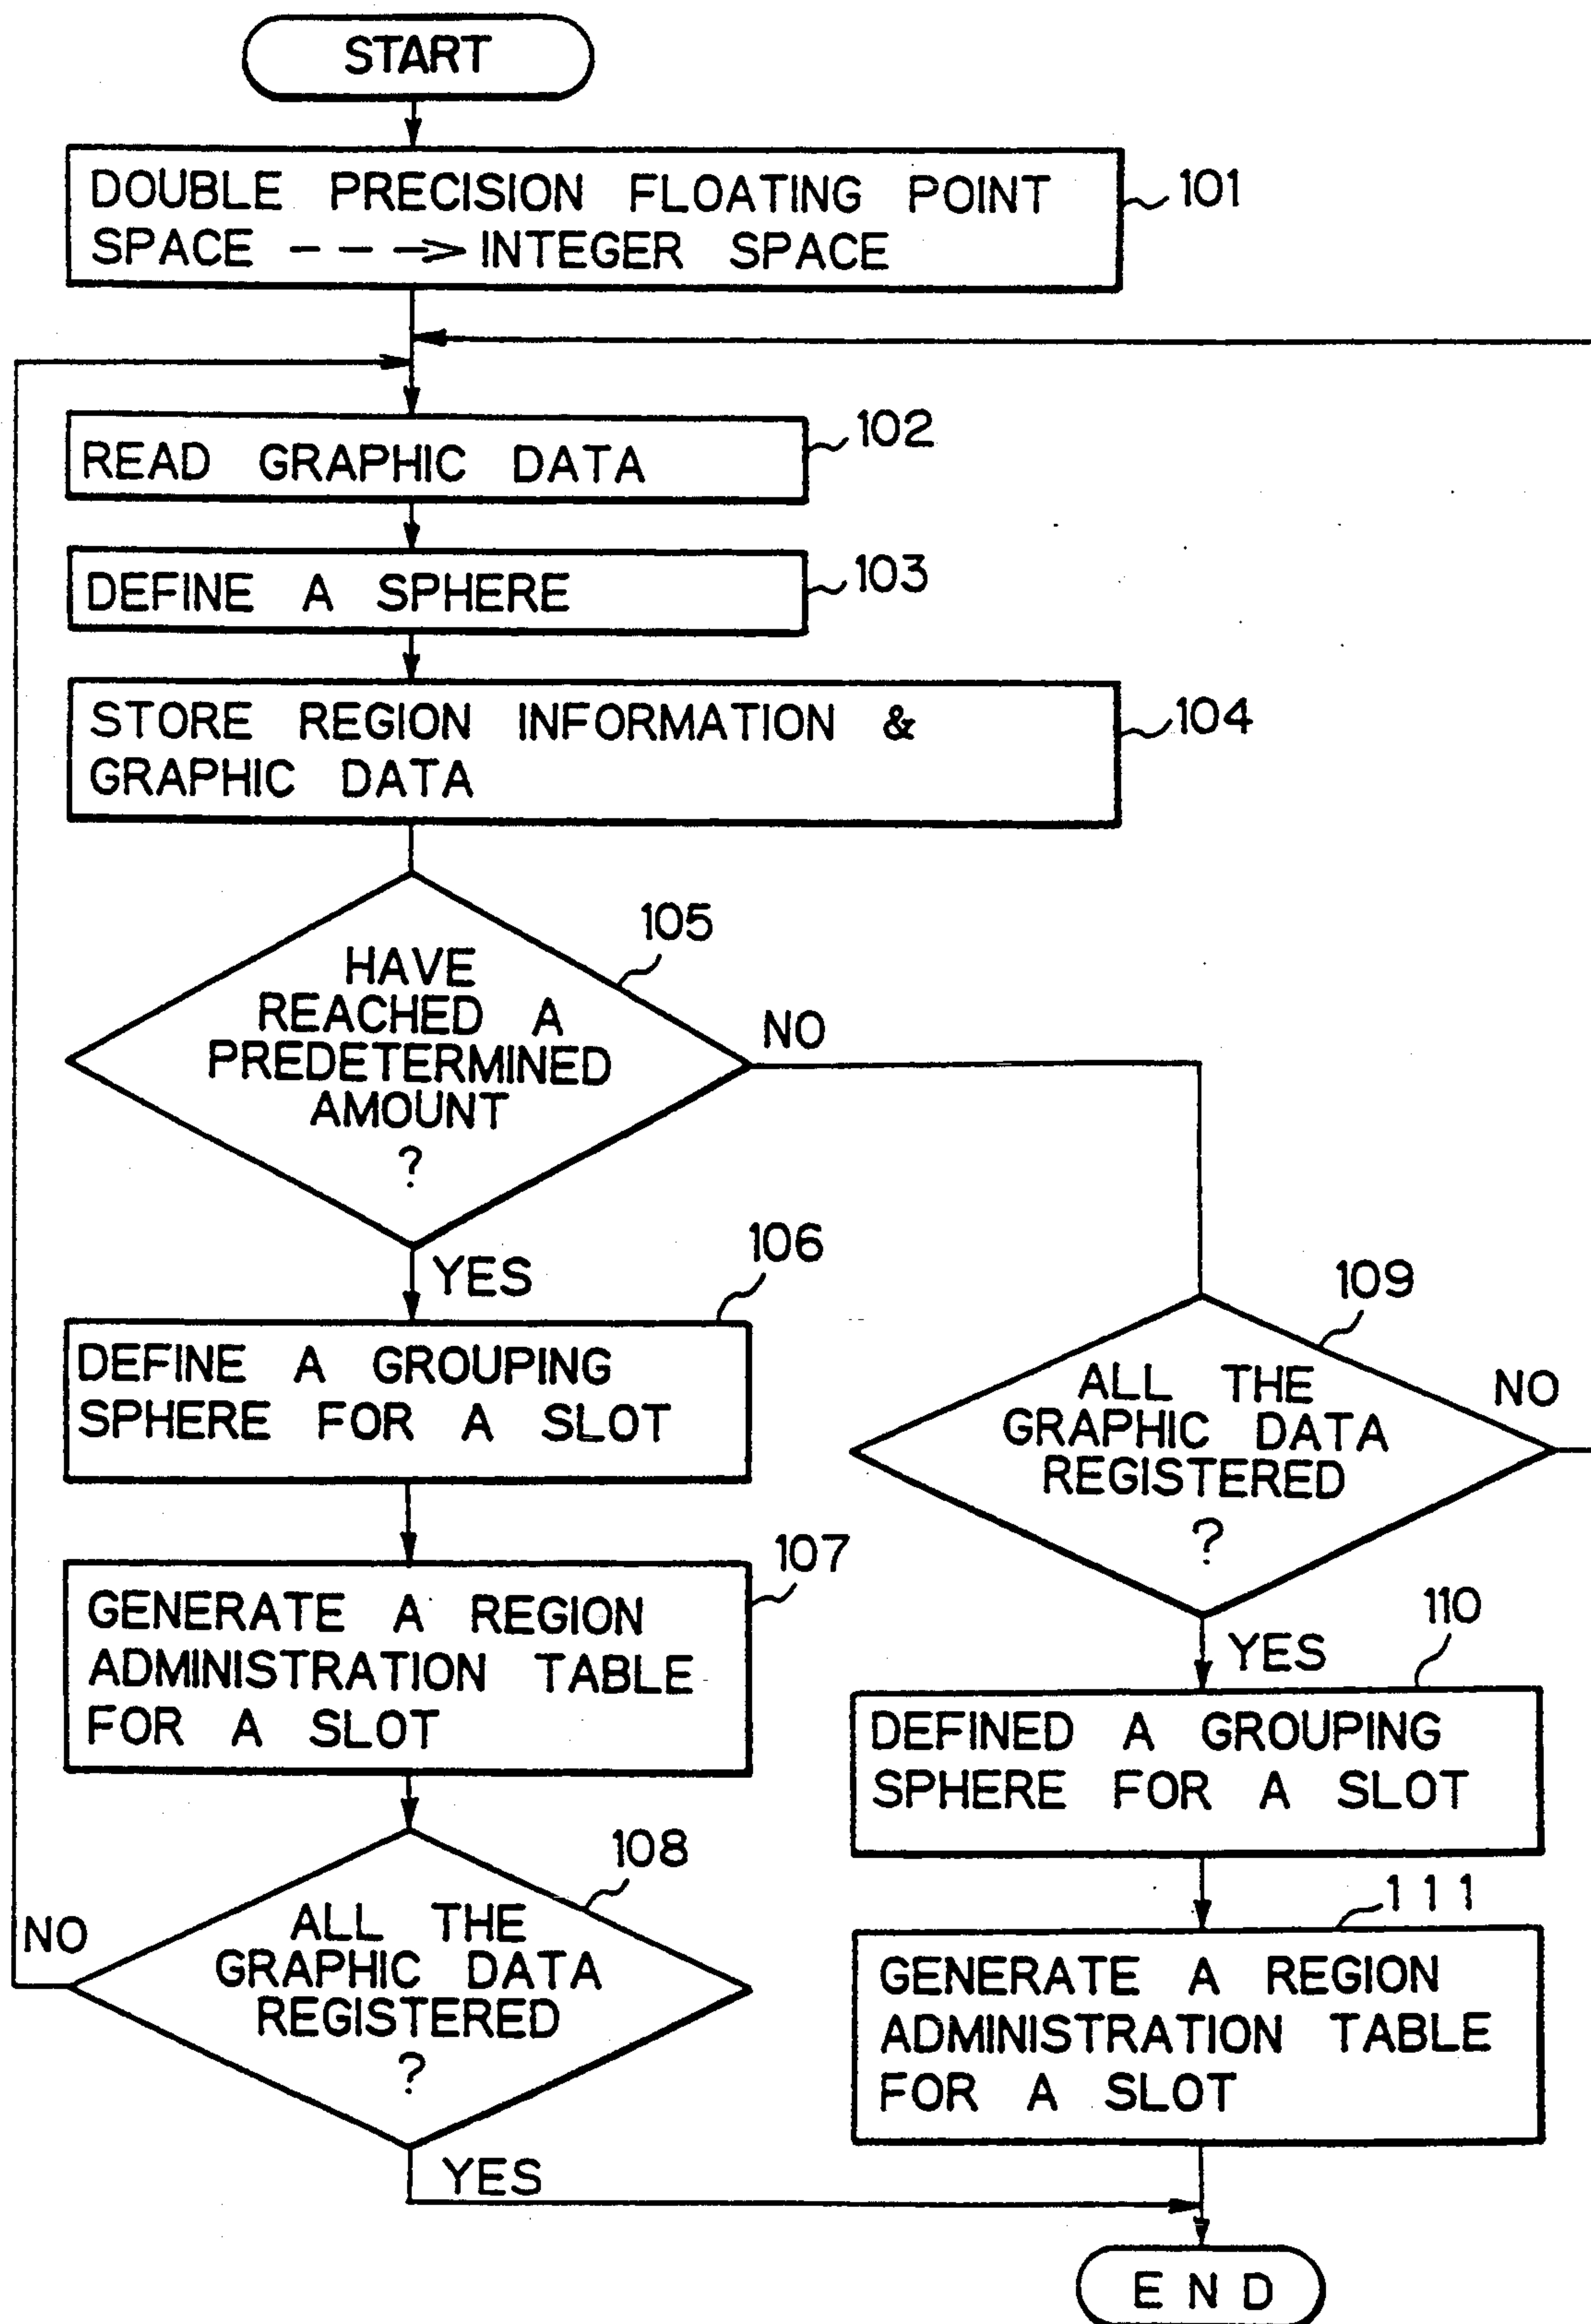 START
DOUBLE PRECISION FLOATING POINT
SPACE ---> INTEGER SPACE
101
READ GRAPHIC DATA
102
DEFINE A SPHERE
103
STORE REGION INFORMATION &
GRAPHIC DATA
104
HAVE
REACHED A
PREDETERMINED
AMOUNT
?
105
NO
YES
106
DEFINE A GROUPING
SPHERE FOR A SLOT
107
GENERATE A REGION
ADMINISTRATION TABLE
FOR A SLOT
108
ALL THE
GRAPHIC DATA
REGISTERED
?
NO
YES
109
ALL THE
GRAPHIC DATA
REGISTERED
?
NO
YES
110
DEFINED A GROUPING
SPHERE FOR A SLOT
111
GENERATE A REGION
ADMINISTRATION TABLE
FOR A SLOT
END